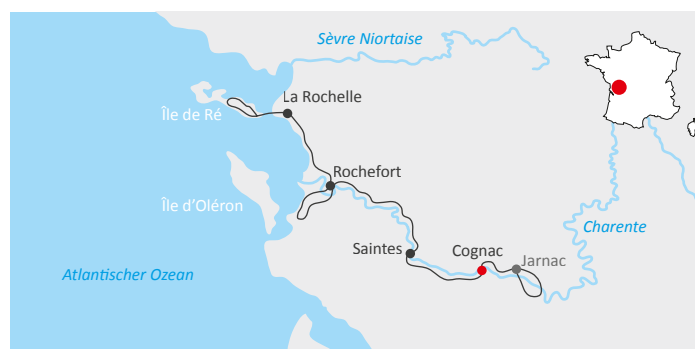 Sèvre Niortaise
La Rochelle
Île de Ré
Rochefort
Île d'Oléron
Charente
Saintes
Cognac
Jarnac
Atlantischer Ozean